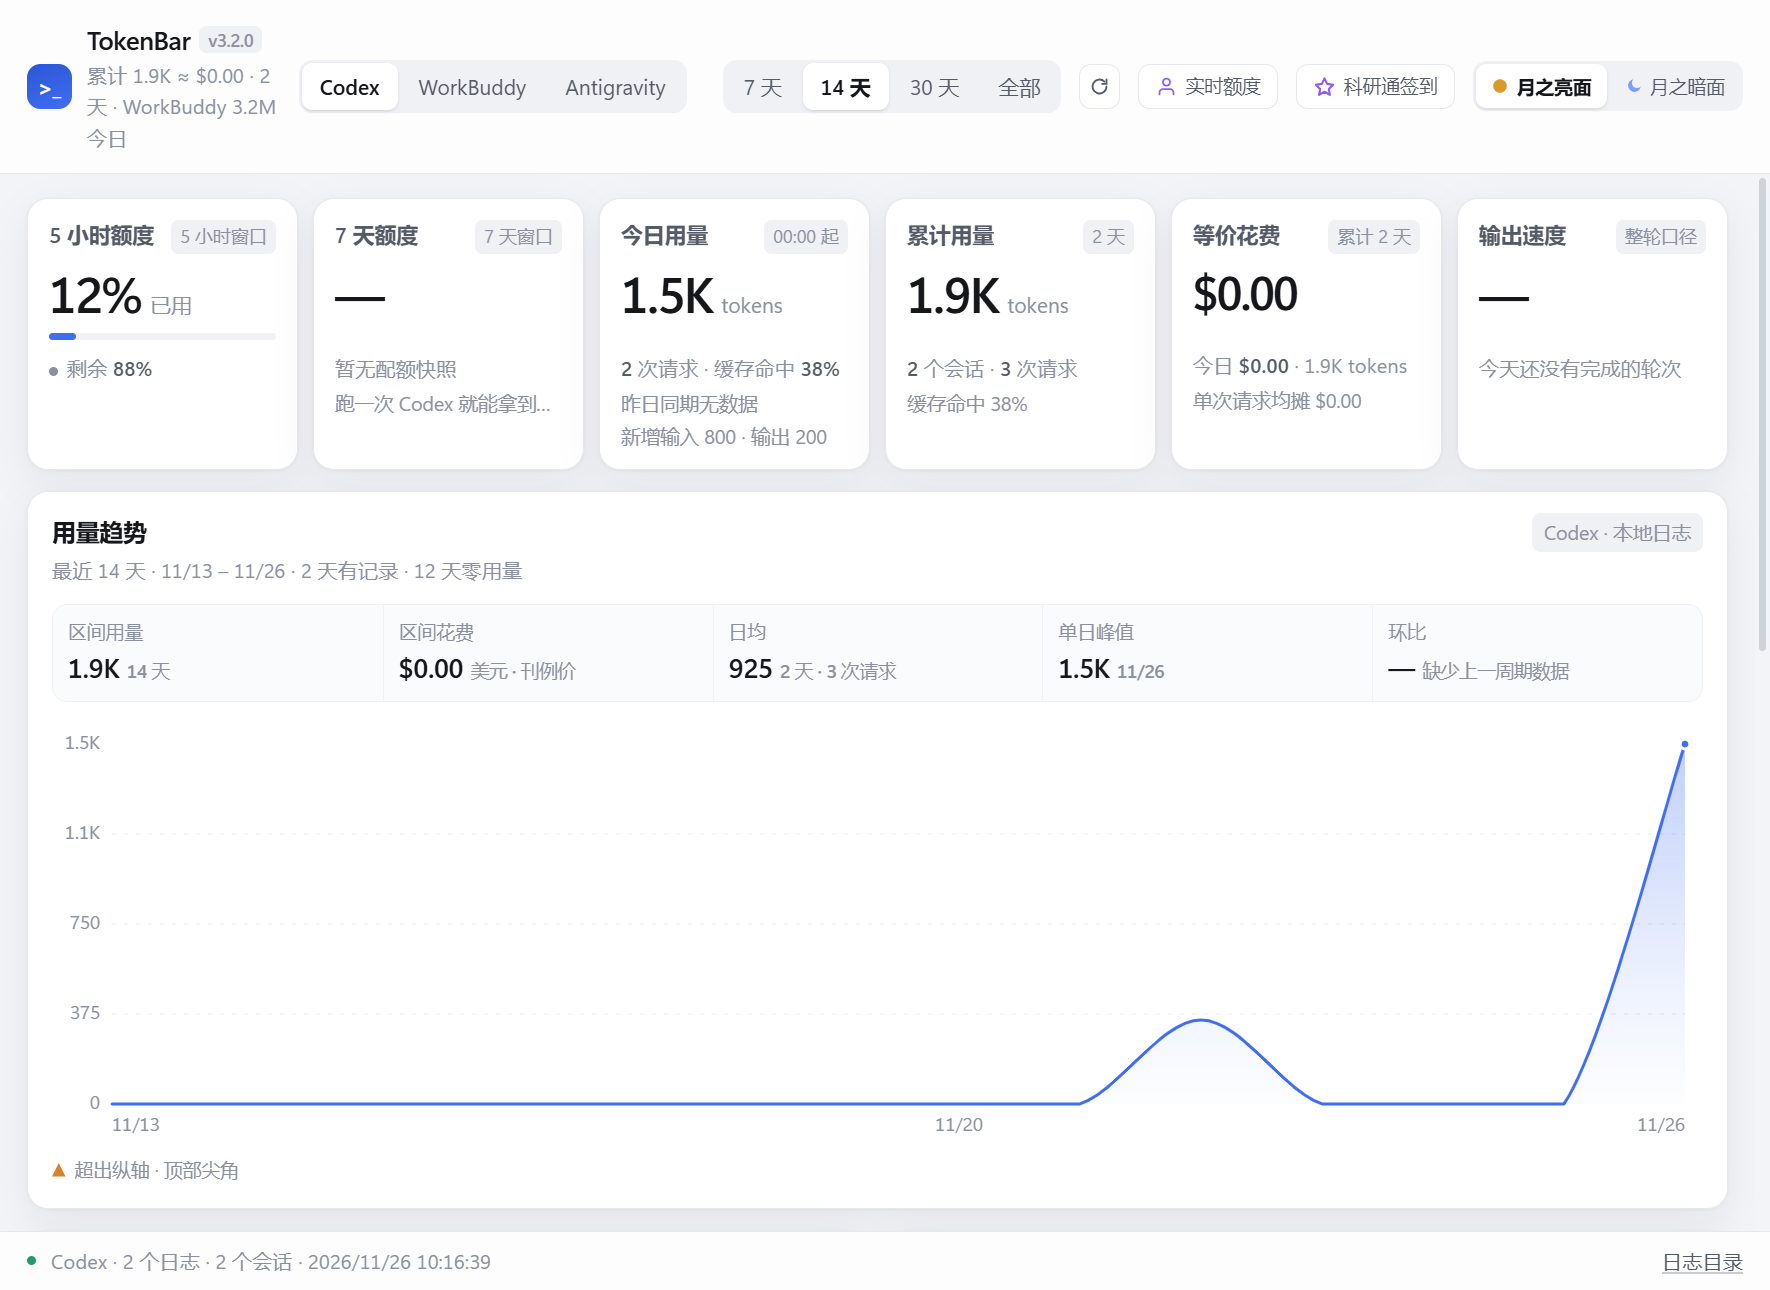 TokenBar v3.2.0
累计 1.9K ≈ $0.00 · 2
天 · WorkBuddy 3.2M
今日
>_
Codex WorkBuddy Antigravity
7 天 14 天 30 天 全部
实时额度
科研通签到
月之亮面 月之暗面
5 小时额度 5 小时窗口
12% 已用
剩余 88%
7 天额度 7 天窗口
—
暂无配额快照
跑一次 Codex 就能拿到...
今日用量 00:00 起
1.5K tokens
2 次请求 · 缓存命中 38%
昨日同期无数据
新增输入 800 · 输出 200
累计用量 2 天
1.9K tokens
2 个会话 · 3 次请求
缓存命中 38%
等价花费 累计 2 天
$0.00
今日 $0.00 · 1.9K tokens
单次请求均摊 $0.00
输出速度 整轮口径
—
今天还没有完成的轮次
用量趋势 Codex · 本地日志
最近 14 天 · 11/13 – 11/26 · 2 天有记录 · 12 天零用量
区间用量
1.9K 14 天
区间花费
$0.00 美元 · 刊例价
日均
925 2 天 · 3 次请求
单日峰值
1.5K 11/26
环比
— 缺少上一周期数据
1.5K
1.1K
750
375
0
11/13 11/20 11/26
▲ 超出纵轴 · 顶部尖角
Codex · 2 个日志 · 2 个会话 · 2026/11/26 10:16:39 日志目录